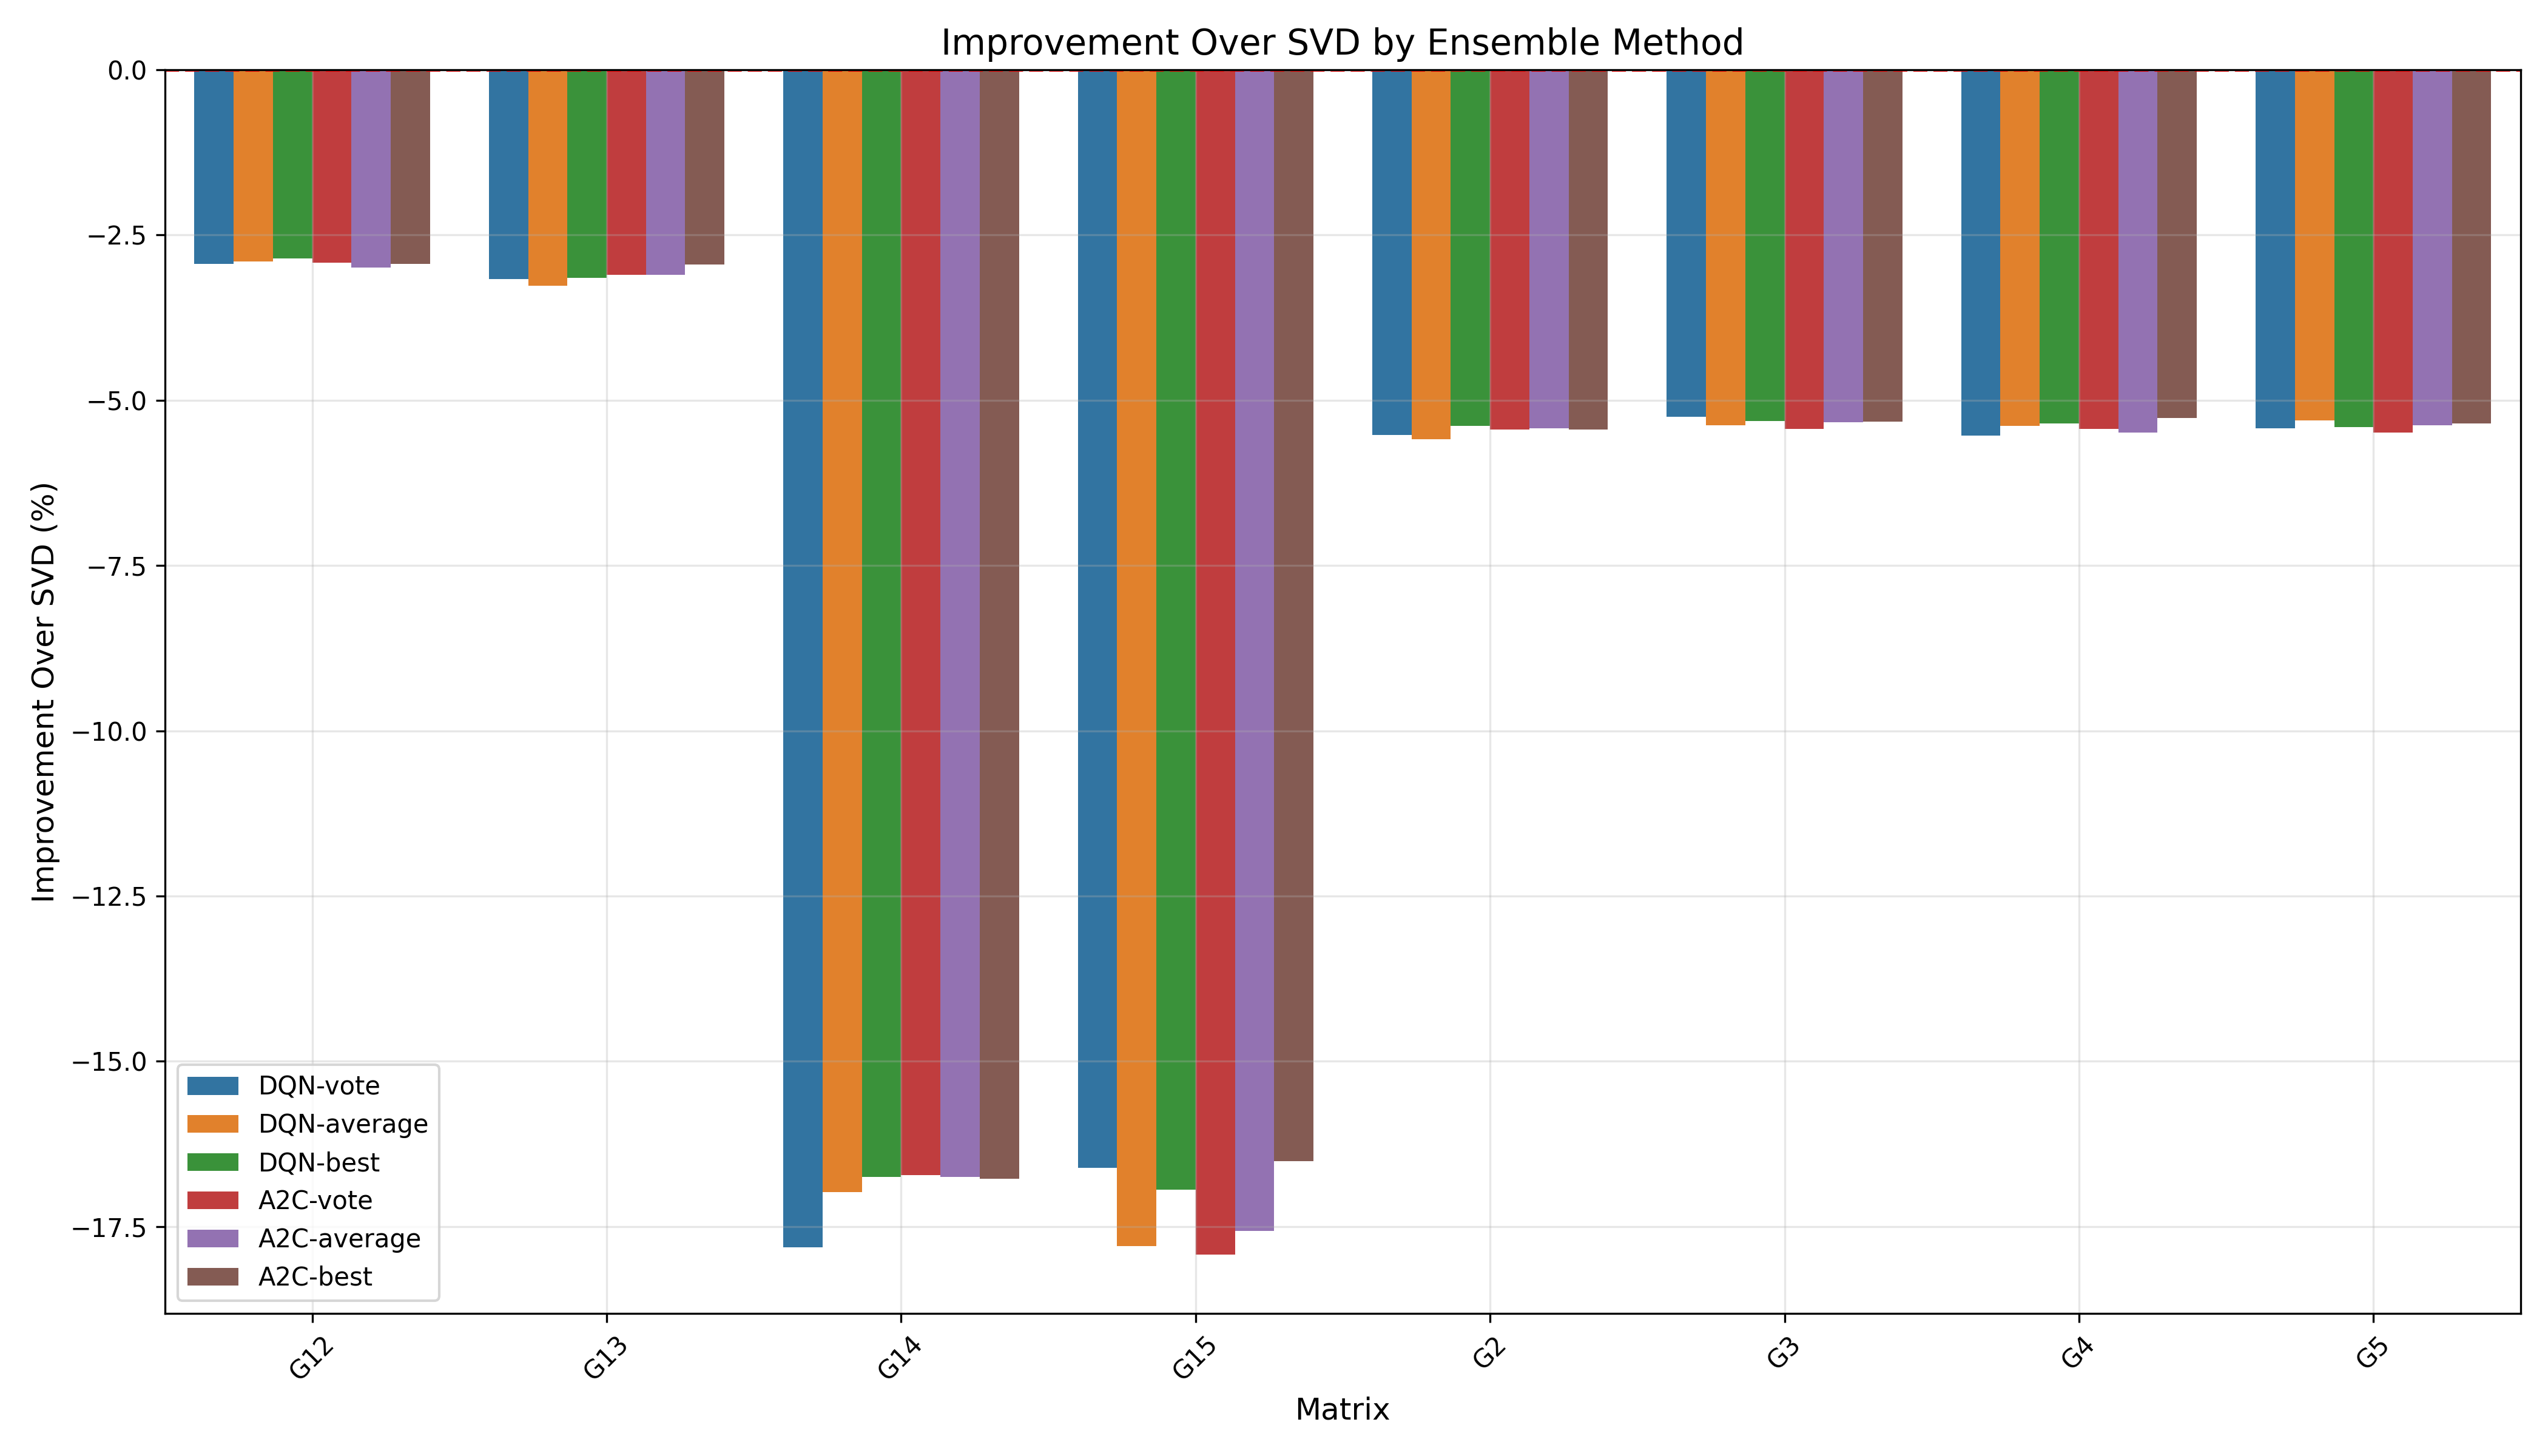 Improvement Over SVD by Ensemble Method
Improvement Over SVD (%)
0.0
−2.5
−5.0
−7.5
−10.0
−12.5
−15.0
−17.5
DQN-vote
DQN-average
DQN-best
A2C-vote
A2C-average
A2C-best
G12
G13
G14
G15
G2
G3
G4
G5
Matrix